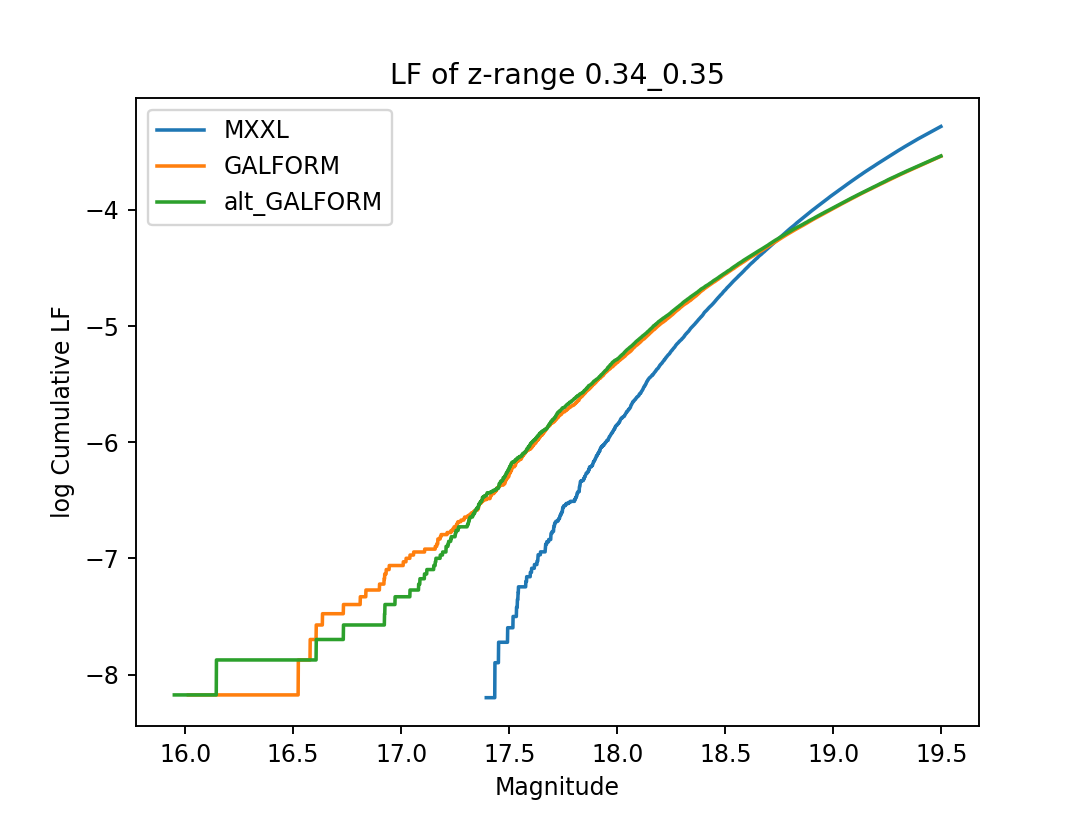 LF of z-range 0.34_0.35
MXXL
GALFORM
alt_GALFORM
log Cumulative LF
−4
−5
−6
−7
−8
16.0 16.5 17.0 17.5 18.0 18.5 19.0 19.5
Magnitude